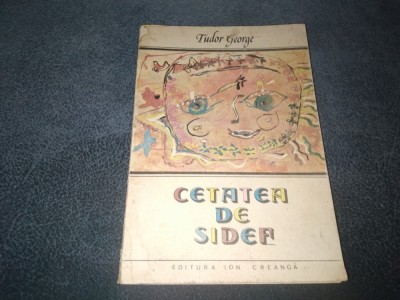 Tudor George
CETATEA
DE
SIDEF
EDITURA ION CREANGĂ